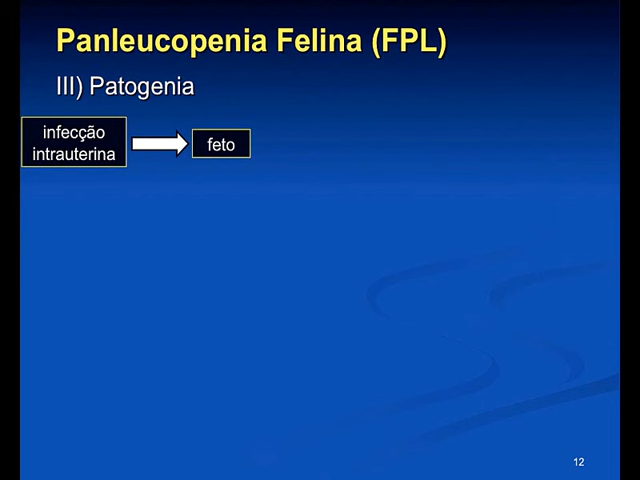 Panleucopenia Felina (FPL)
III) Patogenia
infecção
intrauterina
feto
12